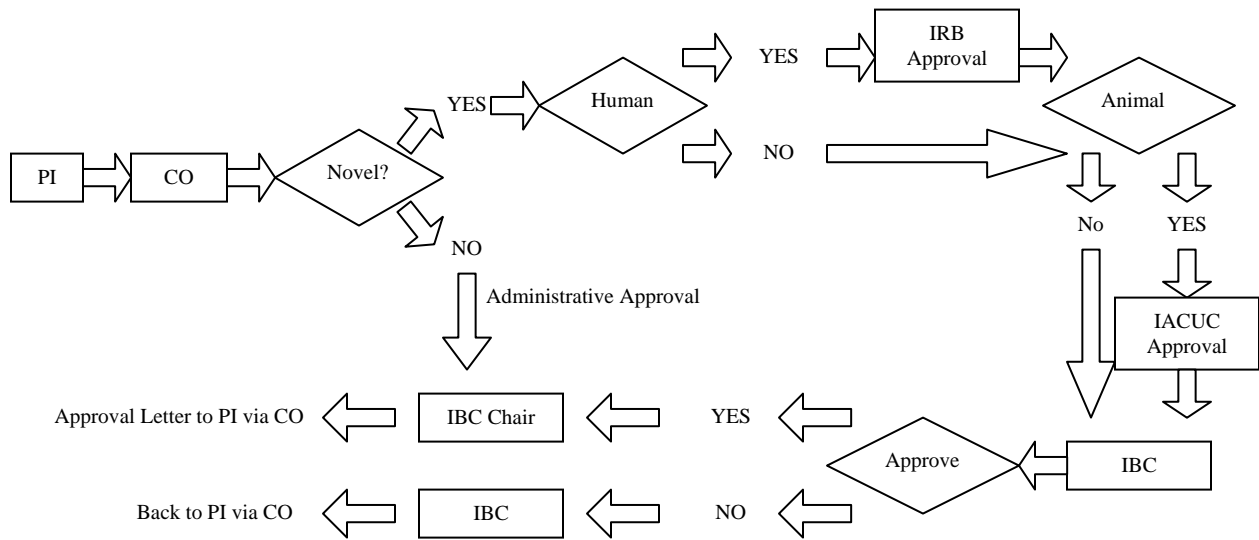 IRB
Approval
YES
YES
Human
Animal
NO
PI
CO
Novel?
No
YES
NO
Administrative Approval
IACUC
Approval
Approval Letter to PI via CO
IBC Chair
YES
Approve
IBC
Back to PI via CO
IBC
NO